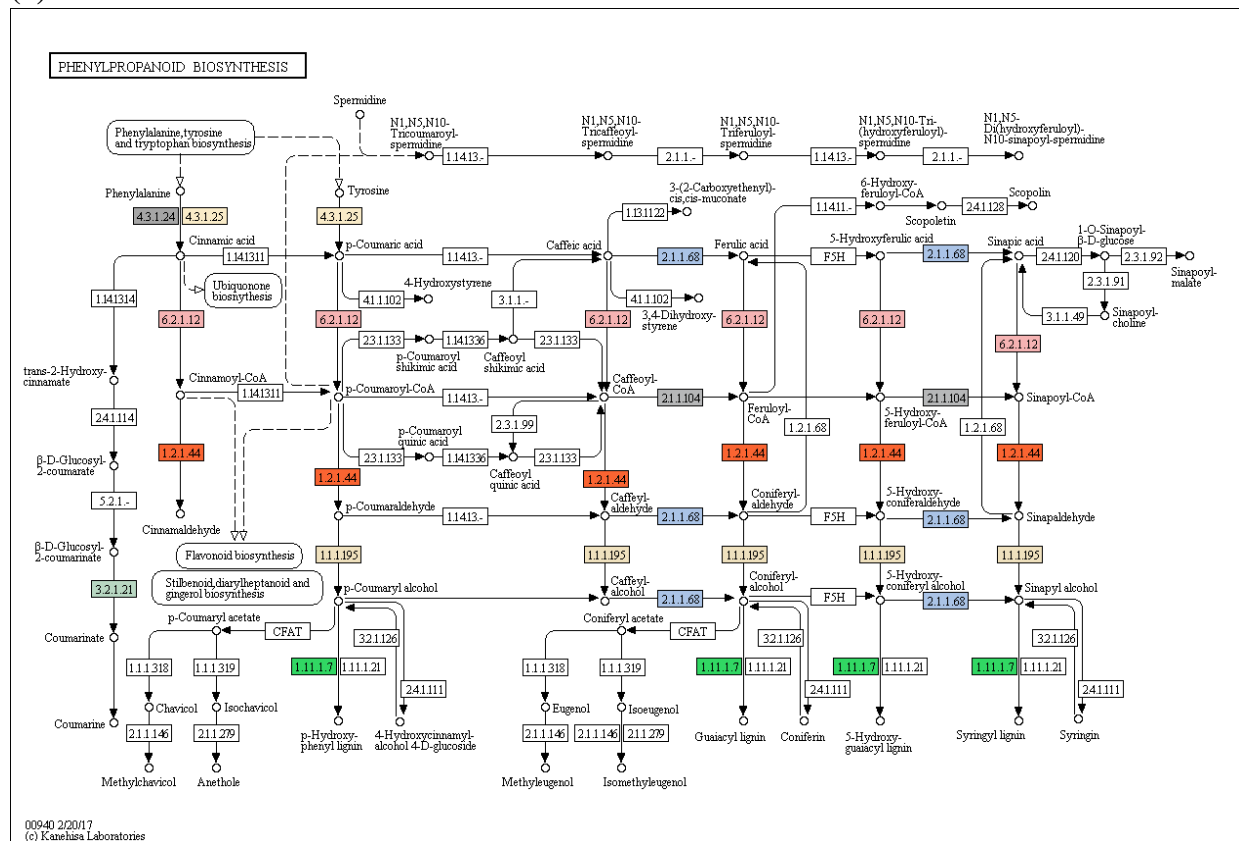 PHENYLPROPANOID BIOSYNTHESIS
Spermidine
Phenylalanine,tyrosine
and tryptophan biosynthesis
N1,N5,N10-
Tricoumaroyl-
spermidine
N1,N5,N10-
Tricaffeoyl-
spermidine
N1,N5,N10-
Triferuloyl-
spermidine
N1,N5,N10-Tri-
(hydroxyferuloyl)-
spermidine
N1,N5-
Di(hydroxyferuloyl)-
N10-sinapoyl-spermidine
1.14.13.-
2.1.1.-
1.14.13.-
2.1.1.-
Phenylalanine
Tyrosine
3-(2-Carboxyethenyl)-
cis,cis-muconate
6-Hydroxy-
feruloyl-CoA
Scopolin
1.13.1122
1.14.11.-
2.4.1.128
Scopoletin
4.3.1.24
4.3.1.25
4.3.1.25
Cinnamic acid
p-Coumaric acid
Caffeic acid
Ferulic acid
5-Hydroxyferulic acid
Sinapic acid
1-O-Sinapoyl-
β-D-glucose
1.14.1311
1.14.13.-
2.1.1.68
F5H
2.1.1.68
2.4.1.120
2.3.1.92
Sinapoyl-
malate
Ubiquonone
biosnythesis
4-Hydroxystyrene
4.1.1.102
3.1.1.-
4.1.1.102
3,4-Dihydroxy-
styrene
2.3.1.91
3.1.1.49
Sinapoyl-
choline
1.14.1314
6.2.1.12
6.2.1.12
6.2.1.12
6.2.1.12
6.2.1.12
6.2.1.12
2.3.1.133
1.14.1336
2.3.1.133
p-Coumaroyl
shikimic acid
Caffeoyl
shikimic acid
trans-2-Hydroxy-
cinnamate
Cinnamoyl-CoA
p-Coumaroyl-CoA
Caffeoyl-
CoA
1.14.1311
1.14.13.-
2.1.1.104
2.1.1.104
Feruloyl-
CoA
5-Hydroxy-
feruloyl-CoA
Sinapoyl-CoA
2.4.1.114
2.3.1.99
1.2.1.68
1.2.1.68
p-Coumaroyl
quinic acid
2.3.1.133
1.14.1336
2.3.1.133
Caffeoyl
quinic acid
β-D-Glucosyl-
2-coumarate
1.2.1.44
1.2.1.44
1.2.1.44
1.2.1.44
1.2.1.44
1.2.1.44
5.2.1.-
Cinnamaldehyde
p-Coumaraldehyde
Caffeyl-
aldehyde
Coniferyl-
aldehyde
5-Hydroxy-
coniferaldehyde
Sinapaldehyde
1.14.13.-
2.1.1.68
F5H
2.1.1.68
β-D-Glucosyl-
2-coumarinate
Flavonoid biosynthesis
Stilbenoid,diarylheptanoid and
gingerol biosynthesis
1.1.1.195
1.1.1.195
1.1.1.195
1.1.1.195
1.1.1.195
3.2.1.21
p-Coumaryl alcohol
Caffeyl-
alcohol
Coniferyl-
alcohol
5-Hydroxy-
coniferyl alcohol
Sinapyl alcohol
2.1.1.68
F5H
2.1.1.68
Coumarinate
p-Coumaryl acetate
CFAT
Coniferyl acetate
CFAT
3.2.1.126
3.2.1.126
3.2.1.126
1.1.1.318
1.1.1.319
1.11.1.7
1.11.1.21
1.1.1.318
1.1.1.319
1.11.1.7
1.11.1.21
1.11.1.7
1.11.1.21
1.11.1.7
1.11.1.21
2.4.1.111
2.4.1.111
2.4.1.111
Chavicol
Isochavicol
Eugenol
Isoeugenol
Coumarine
2.1.1.146
2.1.1.279
p-Hydroxy-
phenyl lignin
4-Hydroxycinnamyl-
alcohol 4-D-glucoside
2.1.1.146
2.1.1.146
2.1.1.279
Guaiacyl lignin
Coniferin
5-Hydroxy-
guaiacyl lignin
Syringyl lignin
Syringin
Methylchavicol
Anethole
Methyleugenol
Isomethyleugenol
00940 2/20/17
(c) Kanehisa Laboratories